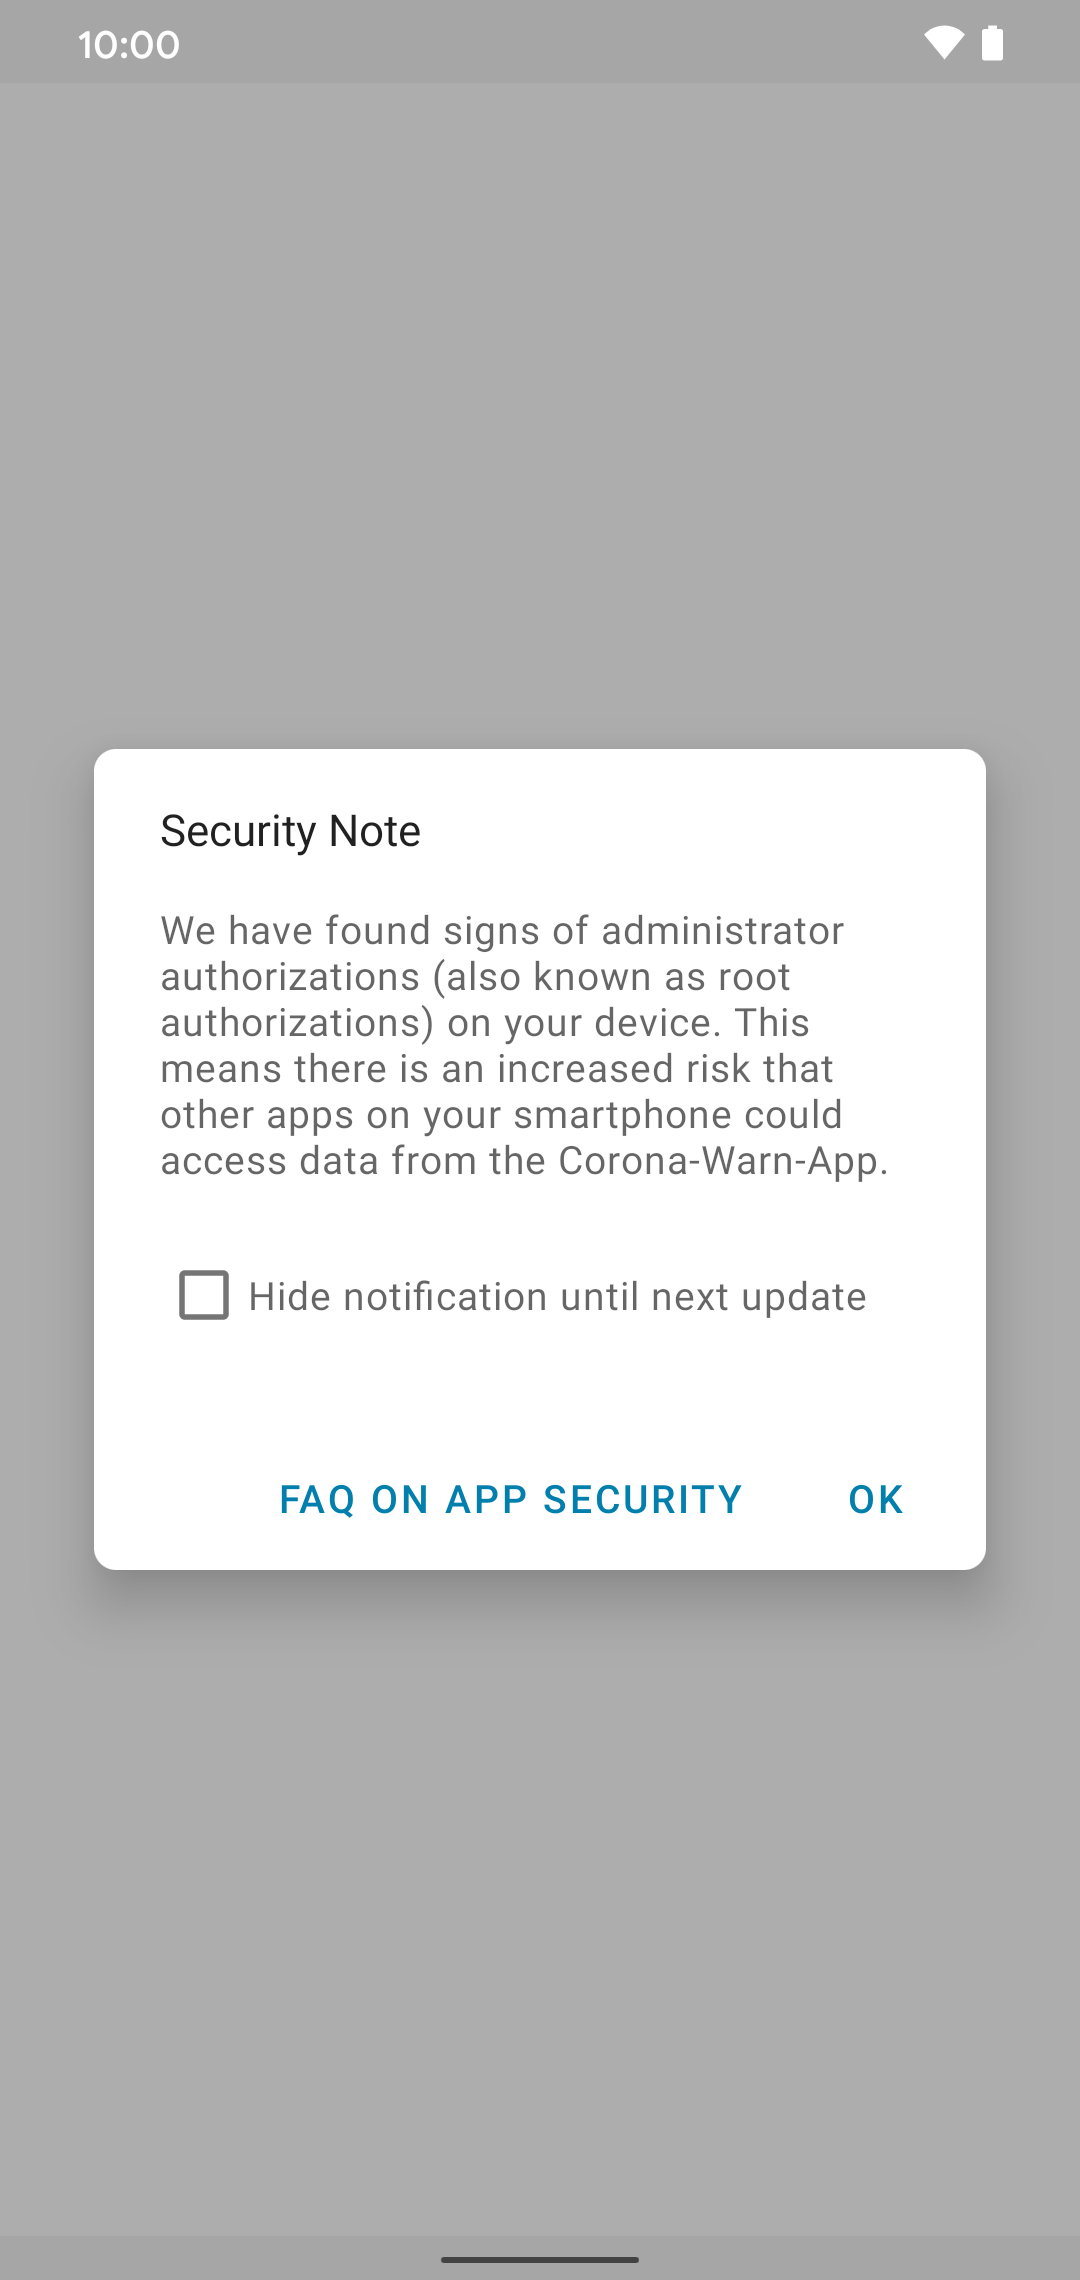 10:00
Security Note
We have found signs of administrator
authorizations (also known as root
authorizations) on your device. This
means there is an increased risk that
other apps on your smartphone could
access data from the Corona-Warn-App.
Hide notification until next update
FAQ ON APP SECURITY OK